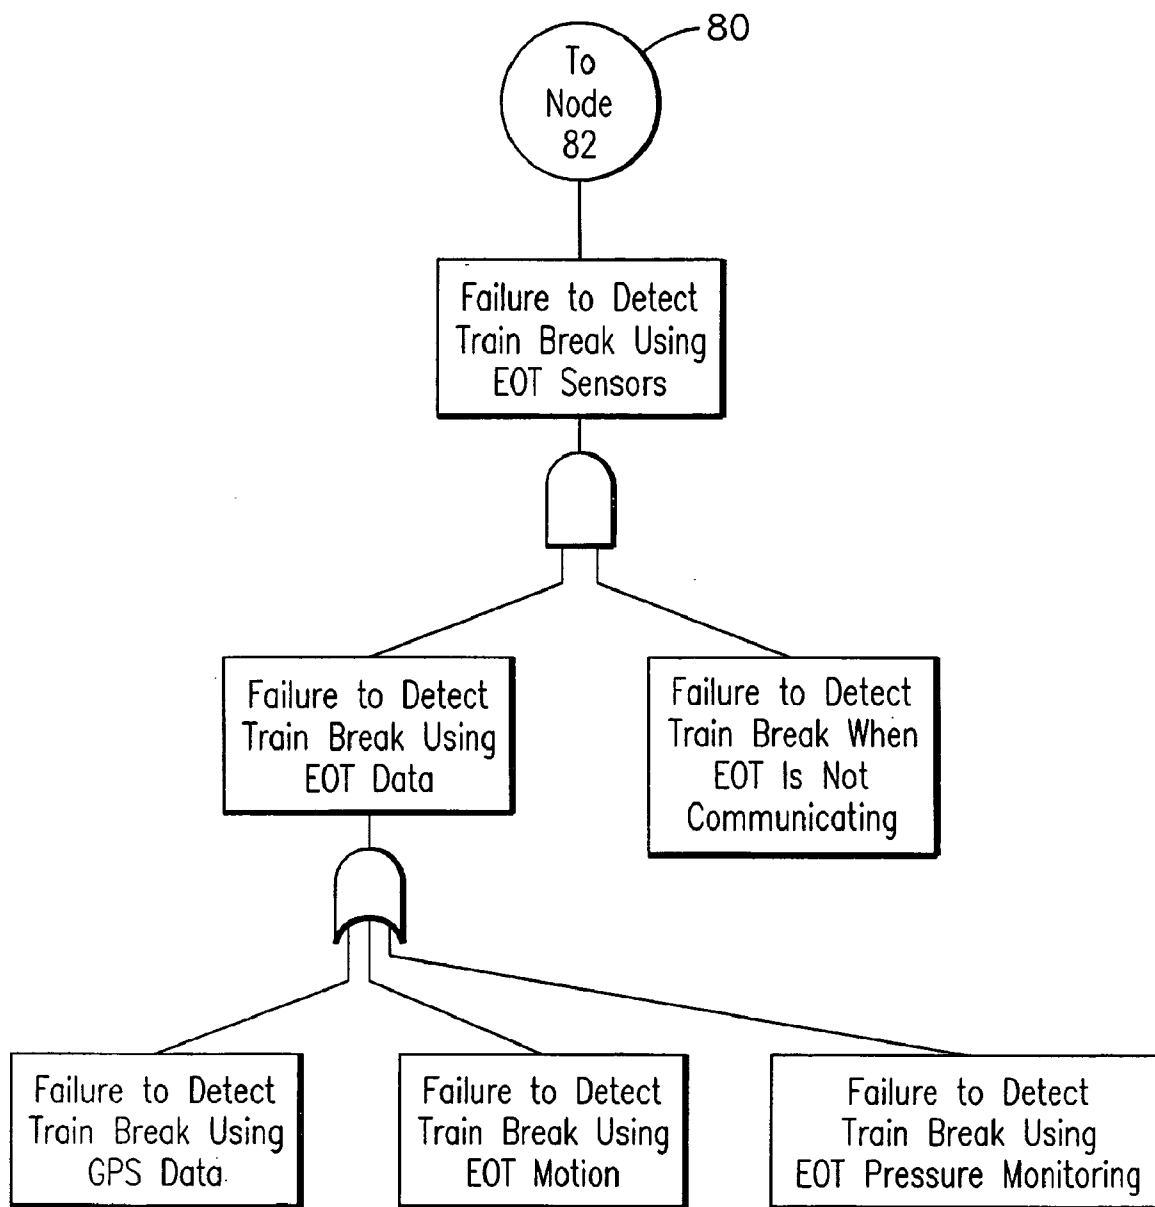 80
To
Node
82
Failure to Detect
Train Break Using
EOT Sensors
Failure to Detect
Train Break Using
EOT Data
Failure to Detect
Train Break When
EOT Is Not
Communicating
Failure to Detect
Train Break Using
GPS Data
Failure to Detect
Train Break Using
EOT Motion
Failure to Detect
Train Break Using
EOT Pressure Monitoring